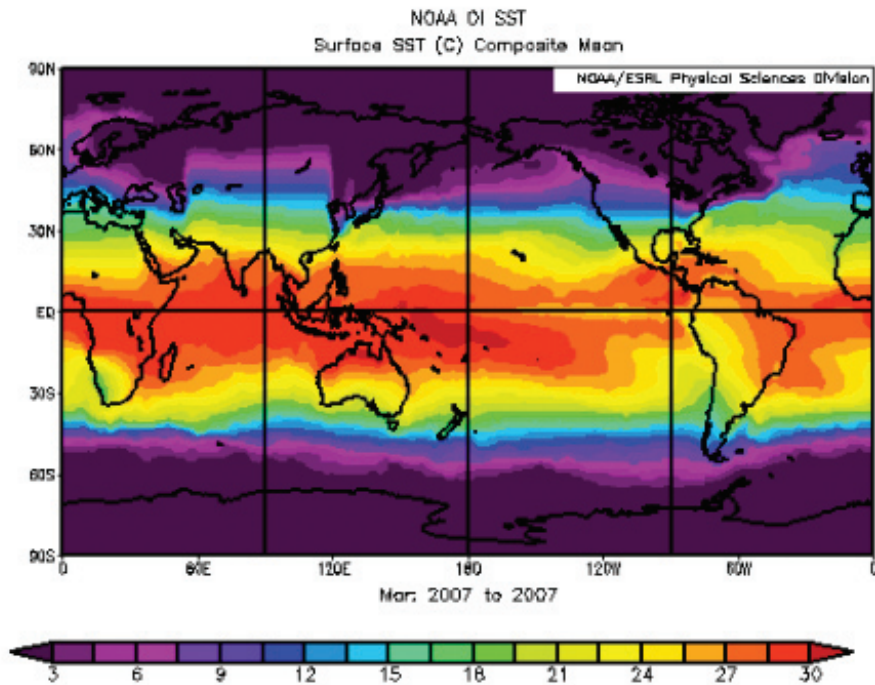 NOAA OI SST
Surface SST (C) Composite Mean
NOAA/ESRL Physical Sciences Division
90N
60N
30N
EQ
30S
60S
90S
0 60E 120E 180 120W 60W 0
Mar: 2007 to 2007
3 6 9 12 15 18 21 24 27 30